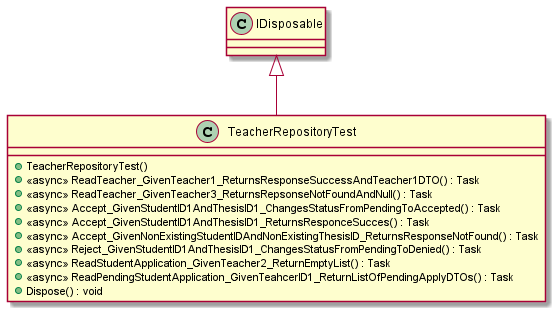 C IDisposable
C TeacherRepositoryTest
TeacherRepositoryTest()
«async» ReadTeacher_GivenTeacher1_ReturnsResponseSuccessAndTeacher1DTO() : Task
«async» ReadTeacher_GivenTeacher3_ReturnsRepsonseNotFoundAndNull() : Task
«async» Accept_GivenStudentID1AndThesisID1_ChangesStatusFromPendingToAccepted() : Task
«async» Accept_GivenStudentID1AndThesisID1_ReturnsResponceSucces() : Task
«async» Accept_GivenNonExistingStudentIDAndNonExistingThesisID_ReturnsResponseNotFound() : Task
«async» Reject_GivenStudentID1AndThesisID1_ChangesStatusFromPendingToDenied() : Task
«async» ReadStudentApplication_GivenTeacher2_ReturnEmptyList() : Task
«async» ReadPendingStudentApplication_GivenTeahcerID1_ReturnListOfPendingApplyDTOs() : Task
Dispose() : void